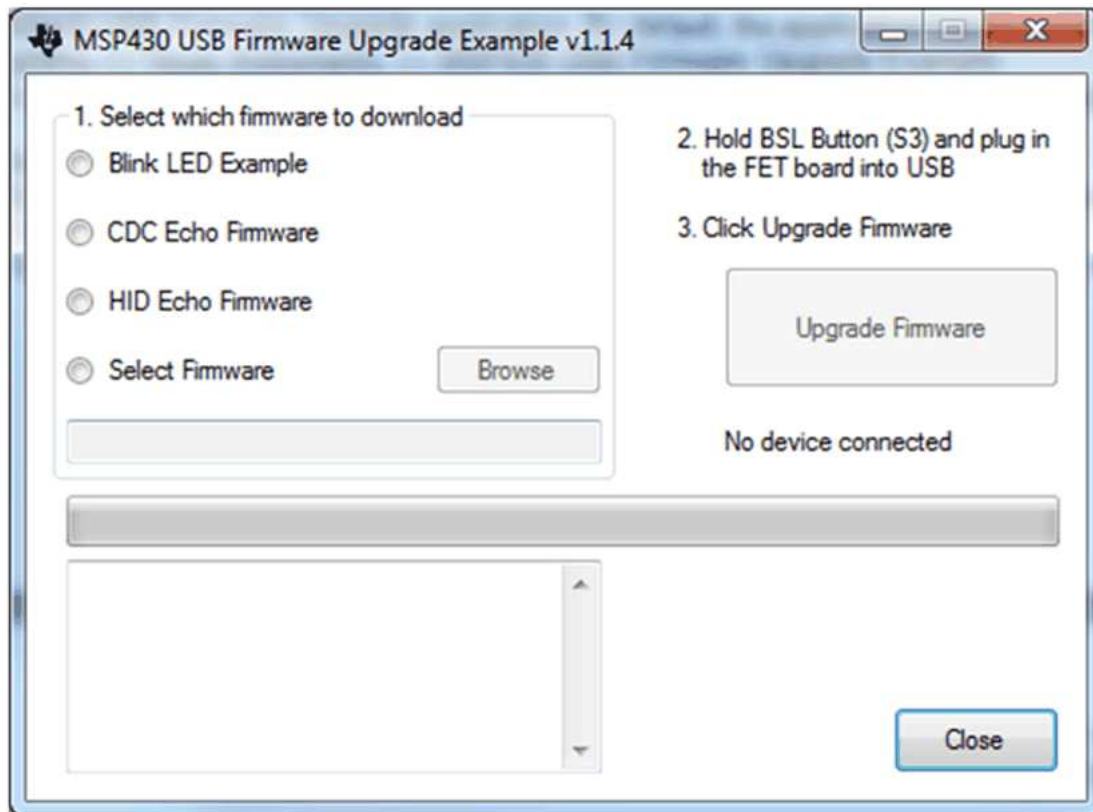 MSP430 USB Firmware Upgrade Example v1.1.4
1. Select which firmware to download
Blink LED Example
CDC Echo Firmware
HID Echo Firmware
Select Firmware
Browse
2. Hold BSL Button (S3) and plug in
the FET board into USB
3. Click Upgrade Firmware
Upgrade Firmware
No device connected
Close